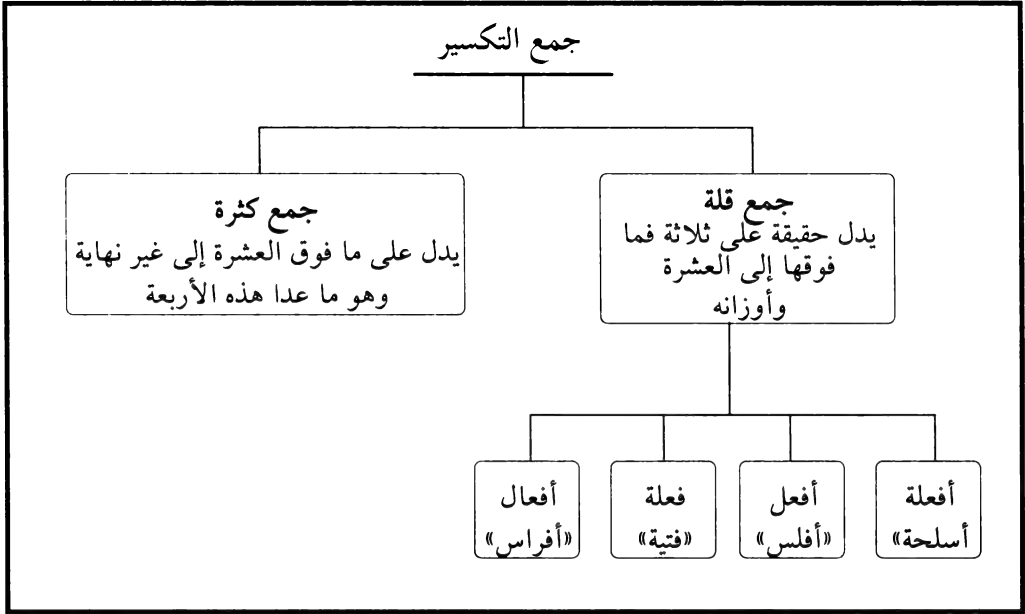 جمع التكسير
جمع قلة
يدل حقيقة على ثلاثة فما
فوقها إلى العشرة
وأوزانه
جمع كثرة
يدل على ما فوق العشرة إلى غير نهاية
وهو ما عدا هذه الأربعة
أفعلة
أسلحة»
أفعل
«أفلس»
فعلة
«فتية»
أفعال
«أفراس»